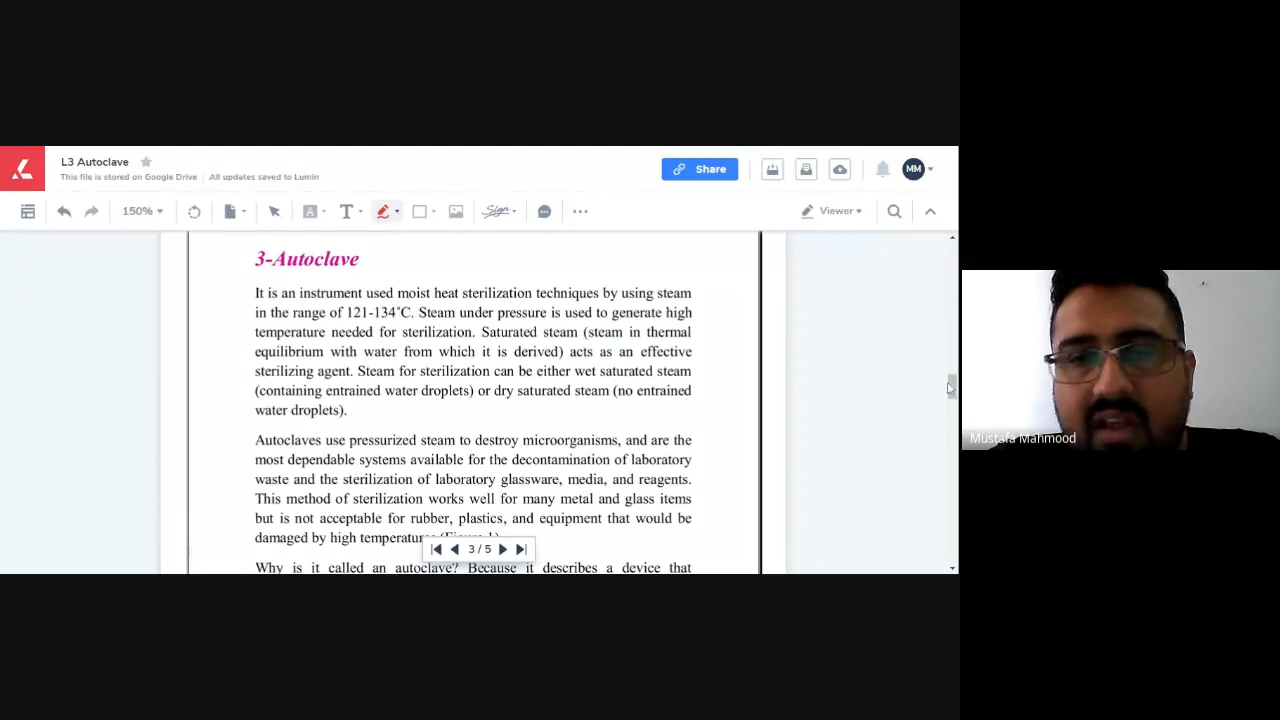 L3 Autoclave
This file is stored on Google Drive All updates saved to Lumin
Share
MM
150%
T
A
Sign
Viewer
3-Autoclave
It is an instrument used moist heat sterilization techniques by using steam
in the range of 121-134˚C. Steam under pressure is used to generate high
temperature needed for sterilization. Saturated steam (steam in thermal
equilibrium with water from which it is derived) acts as an effective
sterilizing agent. Steam for sterilization can be either wet saturated steam
(containing entrained water droplets) or dry saturated steam (no entrained
water droplets).
Autoclaves use pressurized steam to destroy microorganisms, and are the
most dependable systems available for the decontamination of laboratory
waste and the sterilization of laboratory glassware, media, and reagents.
This method of sterilization works well for many metal and glass items
but is not acceptable for rubber, plastics, and equipment that would be
damaged by high temperatures (Figure 1).
3 / 5
Why is it called an autoclave? Because it describes a device that
Mustafa Mahmood